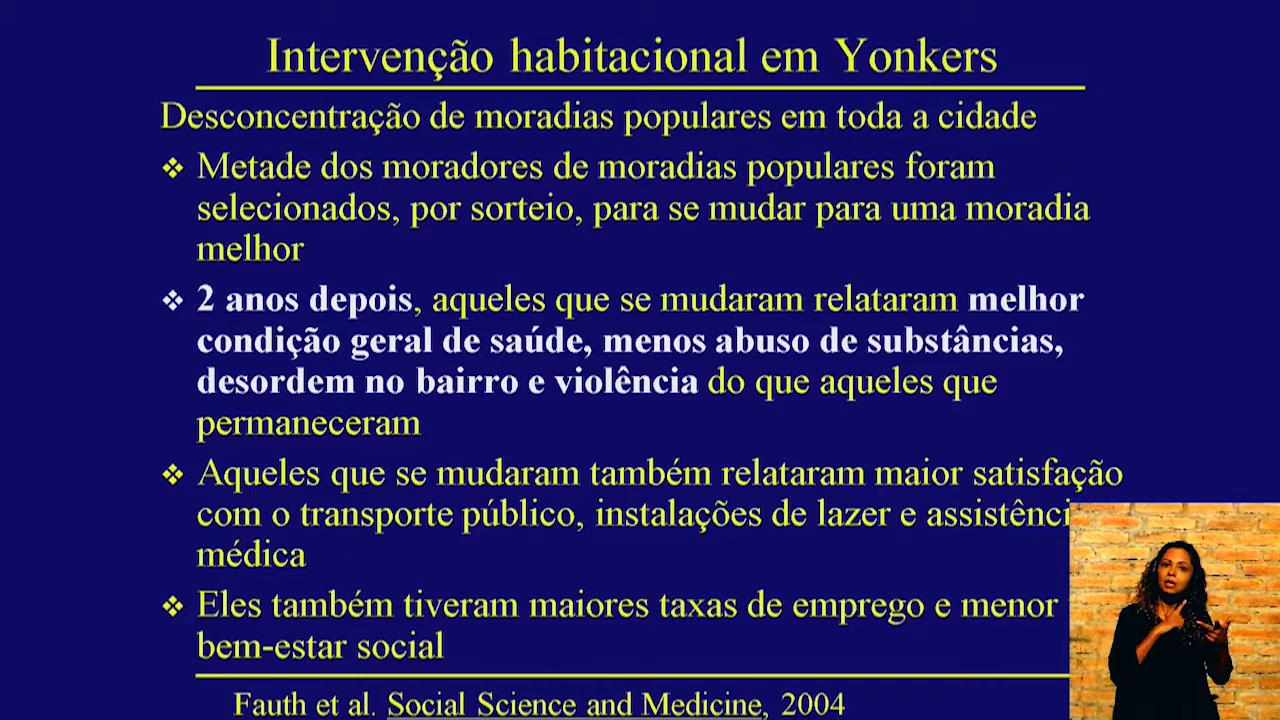 Intervenção habitacional em Yonkers
Desconcentração de moradias populares em toda a cidade
❖ Metade dos moradores de moradias populares foram
selecionados, por sorteio, para se mudar para uma moradia
melhor
❖ 2 anos depois, aqueles que se mudaram relataram melhor
condição geral de saúde, menos abuso de substâncias,
desordem no bairro e violência do que aqueles que
permaneceram
❖ Aqueles que se mudaram também relataram maior satisfação
com o transporte público, instalações de lazer e assistênci
médica
❖ Eles também tiveram maiores taxas de emprego e menor
bem-estar social
Fauth et al. Social Science and Medicine, 2004